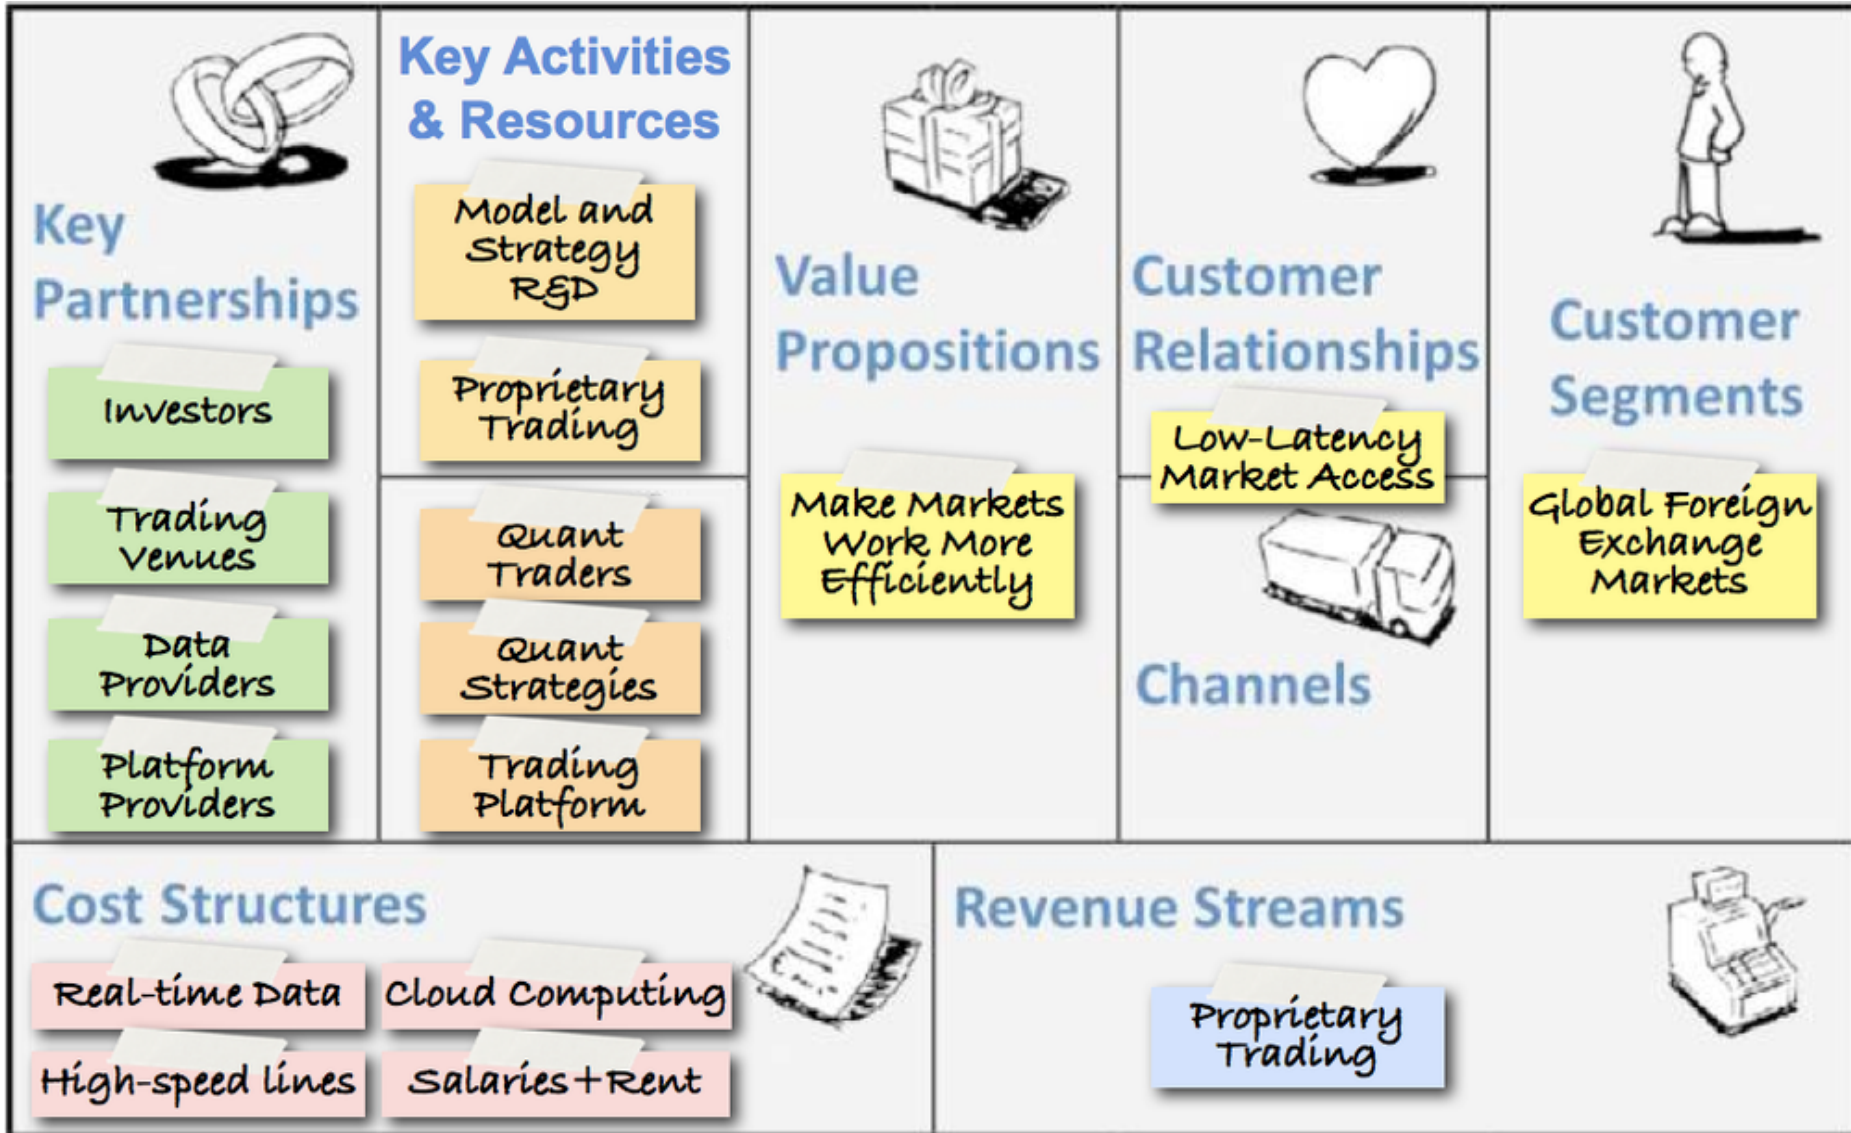 Key
Partnerships
Investors
Trading
Venues
Data
Providers
Platform
Providers
Key Activities
& Resources
Model and
Strategy
R&D
Proprietary
Trading
Quant
Traders
Quant
Strategies
Trading
Platform
Value
Propositions
Make Markets
Work More
Efficiently
Customer
Relationships
Low-Latency
Market Access
Channels
Customer
Segments
Global Foreign
Exchange
Markets
Cost Structures
Real-time Data
Cloud Computing
High-speed lines
Salaries+Rent
Revenue Streams
Proprietary
Trading